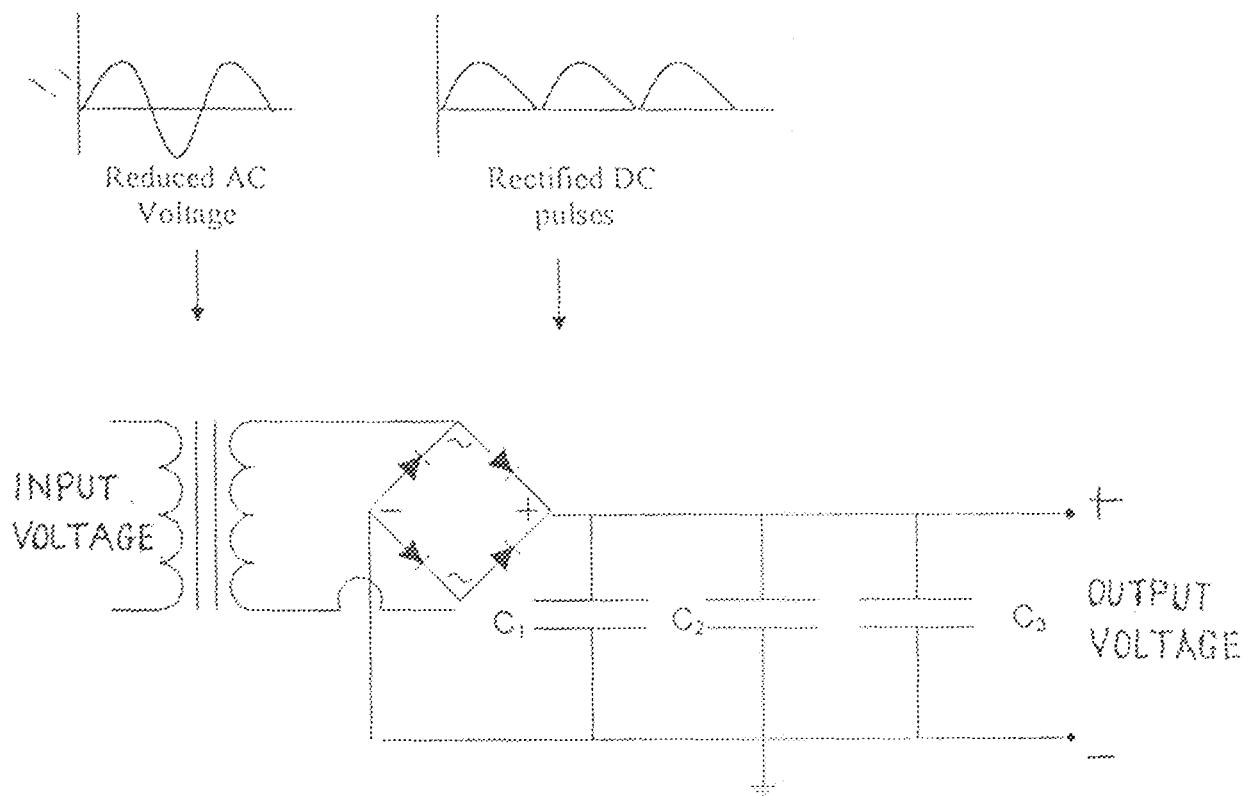 Reduced AC
Voltage
Rectified DC
pulses
INPUT
VOLTAGE
~
− +
~
+
C₁ C₂ C₃
OUTPUT
VOLTAGE
−